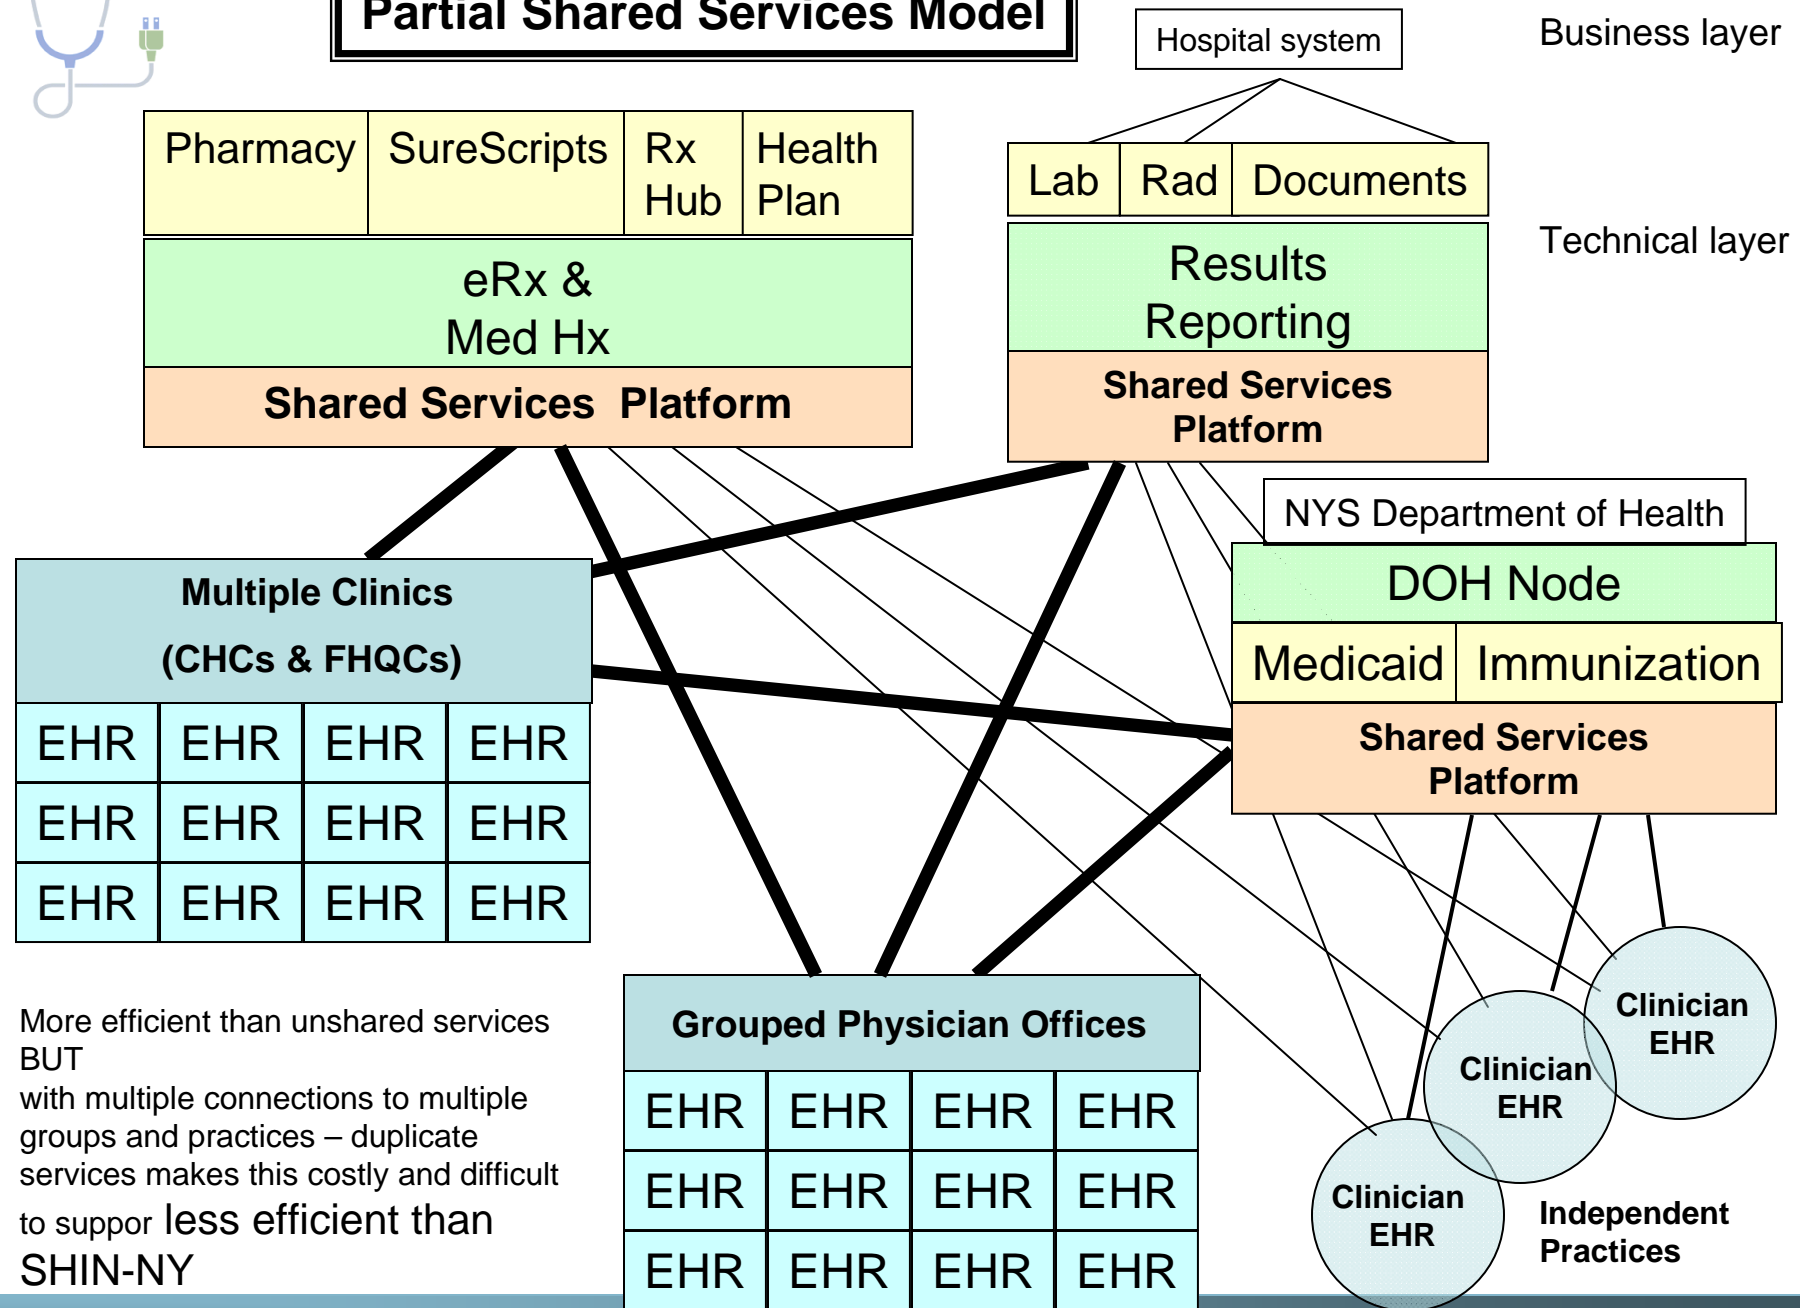 Partial Shared Services Model
Hospital system
Business layer
Pharmacy SureScripts Rx Health
Hub Plan
Lab Rad Documents
Technical layer
eRx &
Med Hx
Results
Reporting
Shared Services Platform
Shared Services
Platform
NYS Department of Health
DOH Node
Medicaid Immunization
Shared Services
Platform
Multiple Clinics
(CHCs & FHQCs)
EHR EHR EHR EHR
EHR EHR EHR EHR
EHR EHR EHR EHR
More efficient than unshared services
BUT
with multiple connections to multiple
groups and practices – duplicate
services makes this costly and difficult
to suppor less efficient than
SHIN-NY
Grouped Physician Offices
EHR EHR EHR EHR
EHR EHR EHR EHR
EHR EHR EHR EHR
Clinician
EHR
Clinician
EHR
Clinician
EHR
Independent
Practices